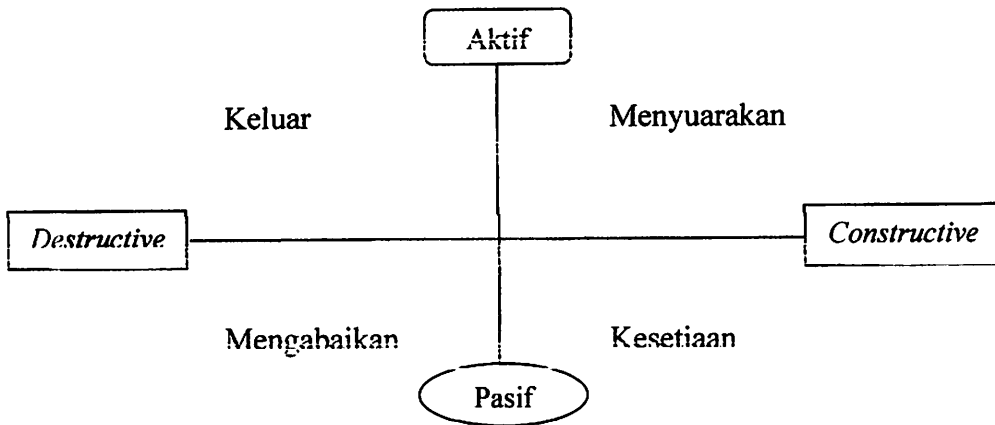 Aktif
Keluar
Menyuarakan
Destructive
Constructive
Mengabaikan
Kesetiaan
Pasif